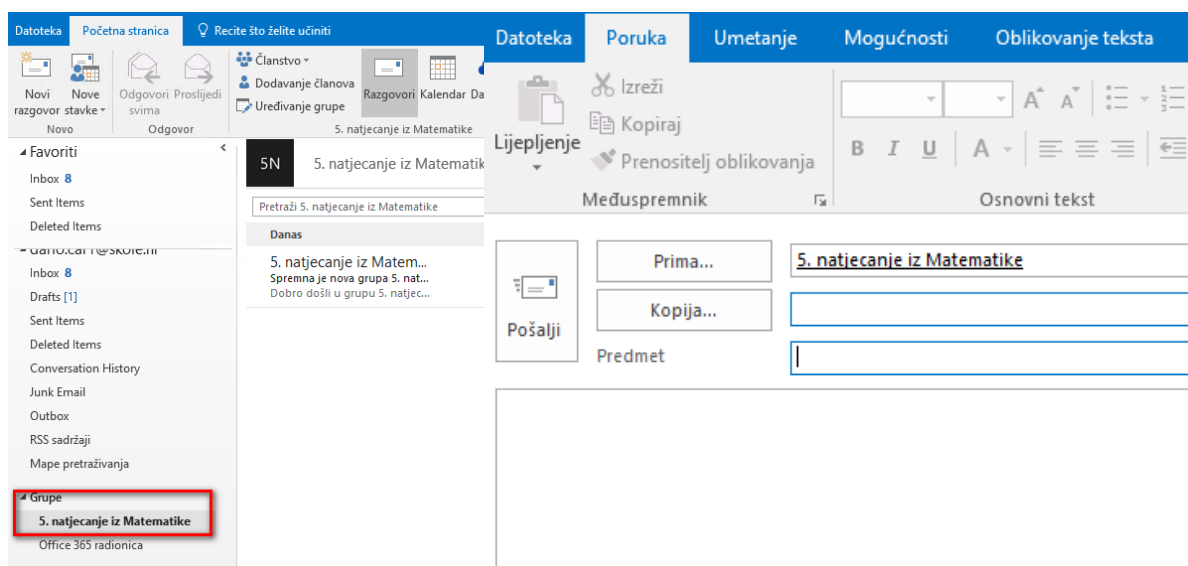 Datoteka Početna stranica Recite što želite učiniti
Novi razgovor
Nove stavke
Odgovori svima
Proslijedi
Članstvo
Dodavanje članova
Uređivanje grupe
Razgovori
Kalendar
Da
Novo Odgovor 5. natjecanje iz Matematike
Favoriti
Inbox 8
Sent Items
Deleted Items
Inbox 8
Drafts [1]
Sent Items
Deleted Items
Conversation History
Junk Email
Outbox
RSS sadržaji
Mape pretraživanja
Grupe
5. natjecanje iz Matematike
Office 365 radionica
5N 5. natjecanje iz Matematik
Pretraži 5. natjecanje iz Matematike
Danas
5. natjecanje iz Matem...
Spremna je nova grupa 5. nat...
Dobro došli u grupu 5. natjec...
Datoteka Poruka Umetanje Mogućnosti Oblikovanje teksta
Lijepljenje
Izreži
Kopiraj
Prenositelj oblikovanja
B I U A
Međuspremnik Osnovni tekst
Pošalji
Prima... 5. natjecanje iz Matematike
Kopija...
Predmet